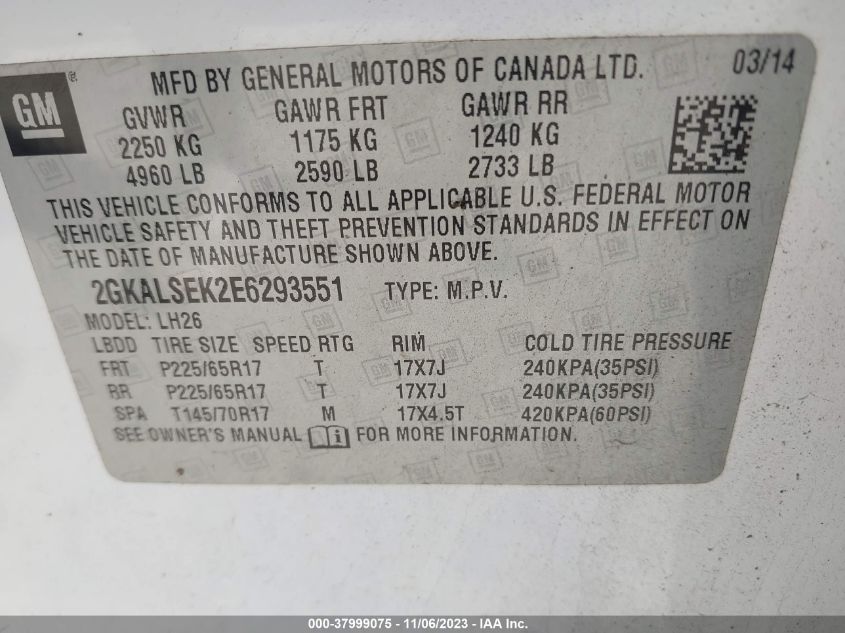 GM ® MFD BY GENERAL MOTORS OF CANADA LTD. 03/14
GVWR GAWR FRT GAWR RR
2250 KG 1175 KG 1240 KG
4960 LB 2590 LB 2733 LB
THIS VEHICLE CONFORMS TO ALL APPLICABLE U.S. FEDERAL MOTOR
VEHICLE SAFETY AND THEFT PREVENTION STANDARDS IN EFFECT ON
THE DATE OF MANUFACTURE SHOWN ABOVE.
2GKALSEK2E6293551 TYPE: M.P.V.
MODEL: LH26
LBDD TIRE SIZE SPEED RTG RIM COLD TIRE PRESSURE
FRT P225/65R17 T 17X7J 240KPA(35PSI)
RR P225/65R17 T 17X7J 240KPA(35PSI)
SPA T145/70R17 M 17X4.5T 420KPA(60PSI)
SEE OWNER'S MANUAL i FOR MORE INFORMATION.
000-37999075 - 11/06/2023 - IAA Inc.